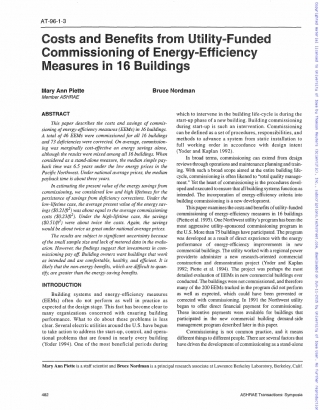 AT-96-1-3
Costs and Benefits from Utility-Funded
Commissioning of Energy-Efficiency
Measures in 16 Buildings
Mary Ann Piette
Member ASHRAE
Bruce Nordman
ABSTRACT
This paper describes the costs and savings of commissioning
of energy-efficiency measures (EEMs) in 16 buildings.
A total of 46 EEMs were commissioned for all 16 buildings
and 73 deficiencies were corrected. On average, commissioning
was marginally cost-effective on energy savings alone,
although the results were mixed among all 16 buildings. When
considered as a stand-alone measure, the median simple payback
time was 6.5 years under the low energy prices in the
Pacific Northwest. Under national average prices, the median
payback time is about three years.
In estimating the present value of the energy savings from
commissioning, we considered low and high lifetimes for the
persistence of savings from deficiency corrections. Under the
low-lifetime case, the average present value of the energy savings
was about equal to the average commissioning
costs. Under the high-lifetime case, the savings
were about twice the costs. Again, the savings
would be about twice as great under national average prices.
The results are subject to significant uncertainty because
of the small sample size and lack of metered data in the evaluation.
However, the findings suggest that investments in commissioning
pay off. Building owners want buildings that work
as intended and are comfortable, healthy, and efficient. It is
likely that the non-energy benefits, which are difficult to quantify,
are greater than the energy-saving benefits.
INTRODUCTION
Building systems and energy-efficiency measures
(EEMs) often do not perform as well in practice as
expected at the design stage. This fact has become clear to
many organizations concerned with ensuring building
performance. What to do about these problems is less
clear. Several electric utilities around the U.S. have begun
to take action to address the start-up, control, and operational
problems that are found in nearly every building
(Yoder 1994). One of the most beneficial periods during
which to intervene in the building life-cycle is during the
start-up phase of a new building. Building commissioning
during start-up is such an intervention. Commissioning
can be defined as a set of procedures, responsibilities, and
methods to advance a system from static installation to
full working order in accordance with design intent
(Yoder and Kaplan 1992).
In broad terms, commissioning can extend from design
reviews through operations and maintenance planning and training.
With such a broad scope aimed at the entire building life-cycle,
commissioning is often likened to "total quality management."
Yet the heart of commissioning is the procedures developed
and executed to ensure that all building systems function as
intended. The incorporation of energy-efficiency criteria into
building commissioning is a new development.
This paper examines the costs and benefits of utility-funded
commissioning of energy-efficiency measures in 16 buildings
(Piette et al. 1995). One Northwest utility's program has been the
most aggressive utility-sponsored commissioning program in
the U.S. More than 75 buildings have participated. The program
was developed as a result of direct experience with the energy
performance of energy-efficiency improvements in new
commercial buildings. The utility worked with a regional power
provider to administer a new research-oriented commercial
construction and demonstration project (Yoder and Kaplan
1992; Piette et al. 1994). The project was perhaps the most
detailed evaluation of EEMs in new commercial buildings ever
conducted. The buildings were not commissioned, and therefore
many of the 200 EEMs tracked in the program did not perform
as well as expected, which could have been prevented or
corrected with commissioning. In 1991 the Northwest utility
began to offer direct financial payment for commissioning.
These incentive payments were available for buildings that
participated in the new commercial building demand-side
management program described later in this paper.
Commissioning is not common practice, and it means
different things to different people. There are several factors that
have driven the development of commissioning as a stand-alone
Mary Ann Piette is a staff scientist and Bruce Nordman is a principal research associate at Lawrence Berkeley Laboratory, Berkeley, Calif.
482
ASHRAE Transactions: Symposia